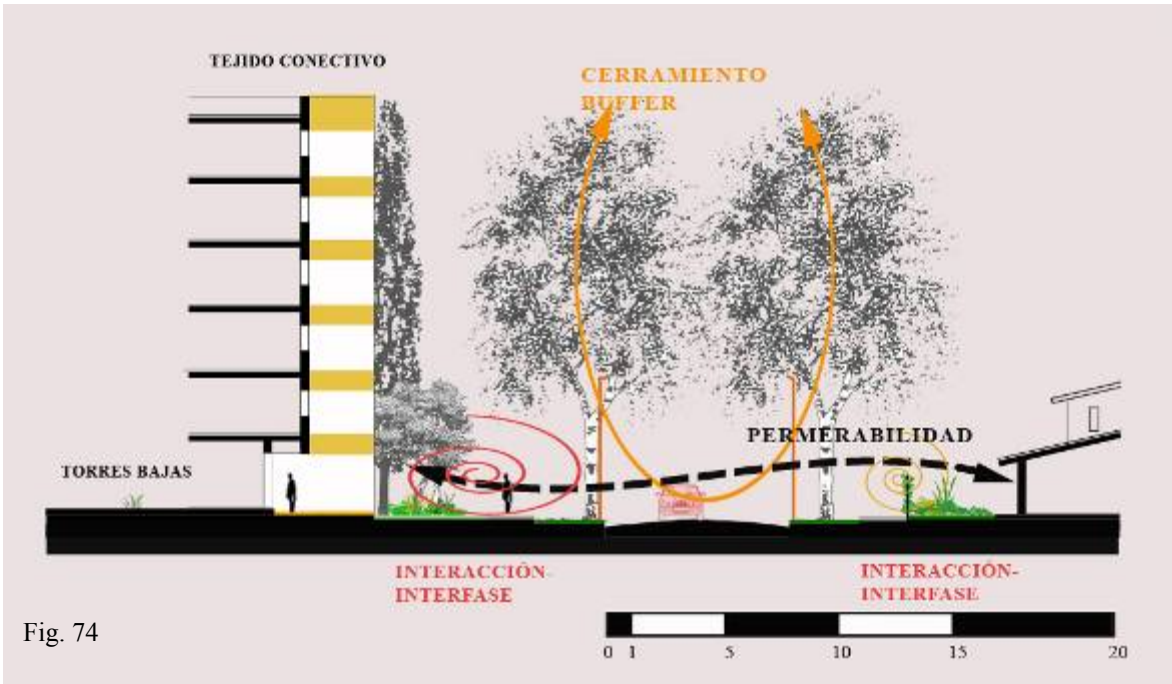 TEJIDO CONECTIVO
CERRAMIENTO
BUFFER
PERMERABILIDAD
TORRES BAJAS
INTERACCIÓN-
INTERFASE
INTERACCIÓN-
INTERFASE
Fig. 74
0 1 5 10 15 20